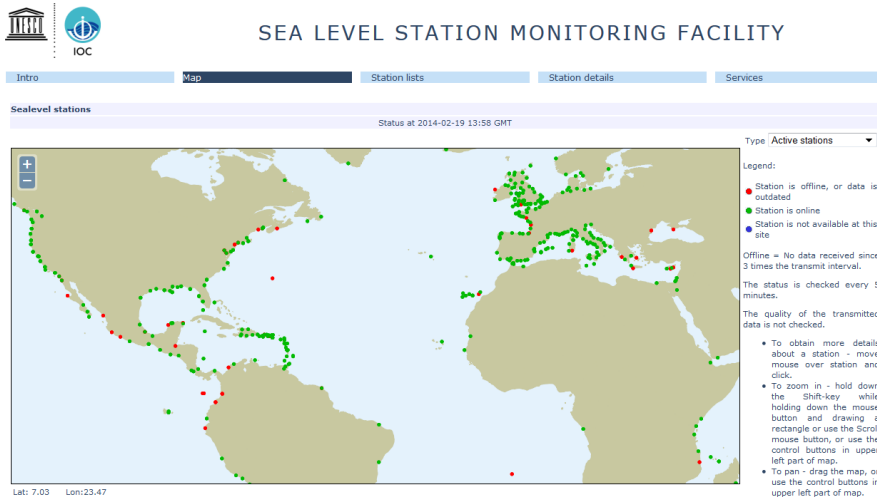 UNESCO
IOC
SEA LEVEL STATION MONITORING FACILITY
Intro
Map
Station lists
Station details
Services
Sealevel stations
Status at 2014-02-19 13:58 GMT
Type Active stations
+
−
Legend:
Station is offline, or data is
outdated
Station is online
Station is not available at this
site
Offline = No data received since
3 times the transmit interval.
The status is checked every 5
minutes.
The quality of the transmitted
data is not checked.
• To obtain more details
about a station - move
mouse over station and
click.
• To zoom in - hold down
the Shift-key while
holding down the mouse
button and drawing a
rectangle or use the Scroll
mouse button, or use the
control buttons in upper
left part of map.
• To pan - drag the map, or
use the control buttons in
upper left part of map.
Lat: 7.03 Lon:23.47